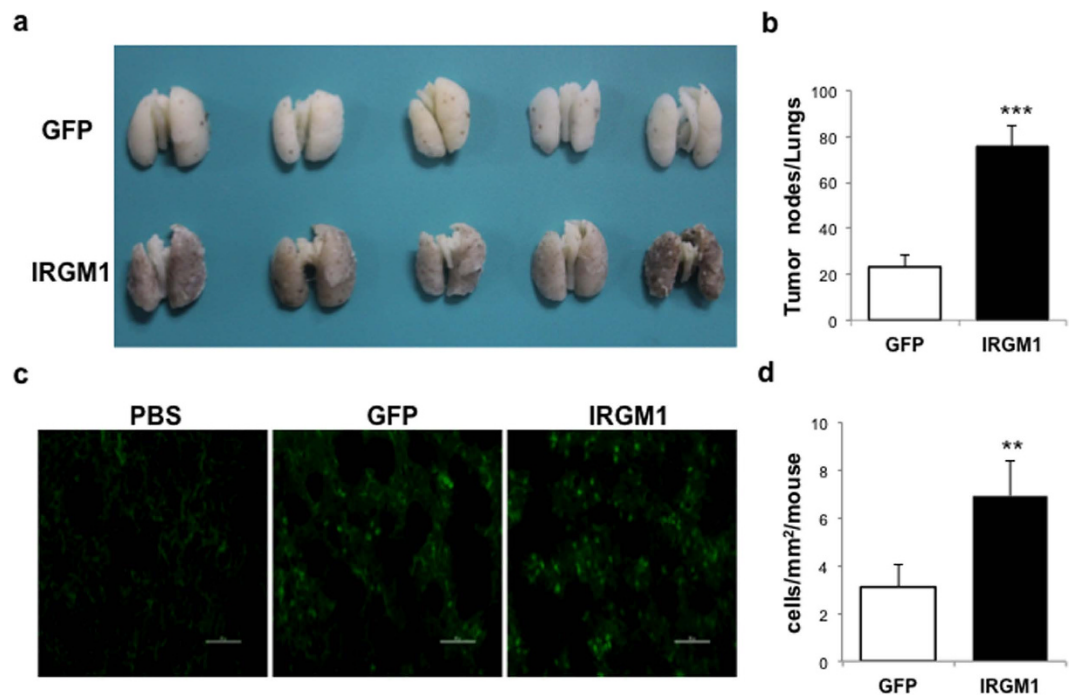 a
GFP
IRGM1
b
Tumor nodes/Lungs
100
80
60
40
20
0
***
GFP
IRGM1
c
PBS
GFP
IRGM1
d
cells/mm²/mouse
10
8
6
4
2
0
**
GFP
IRGM1